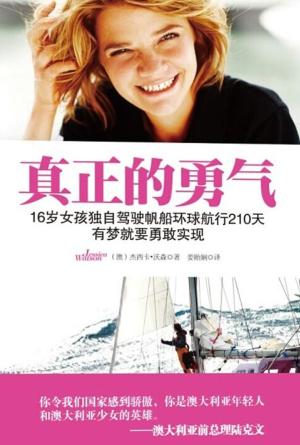 真正的勇气
16岁女孩独自驾驶帆船环球航行210天
有梦就要勇敢实现
Jessica Watson （澳）杰西卡·沃森◎著 姜贻娴◎译
你令我们国家感到骄傲，你是澳大利亚年轻人
和澳大利亚少女的英雄。
——澳大利亚前总理陆克文